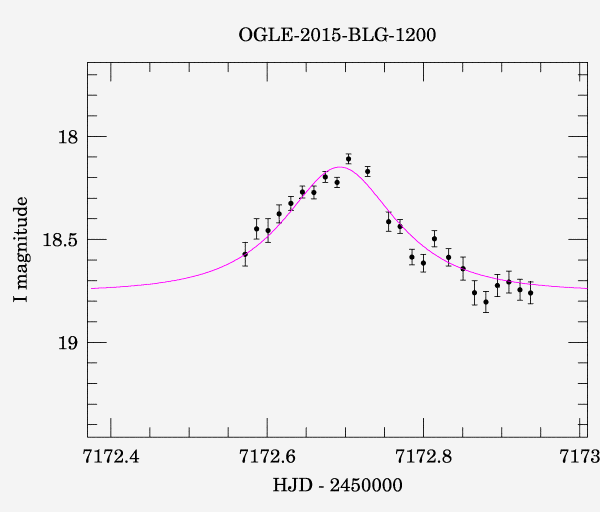 OGLE-2015-BLG-1200
18
18.5
19
I magnitude
7172.4 7172.6 7172.8 7173
HJD - 2450000